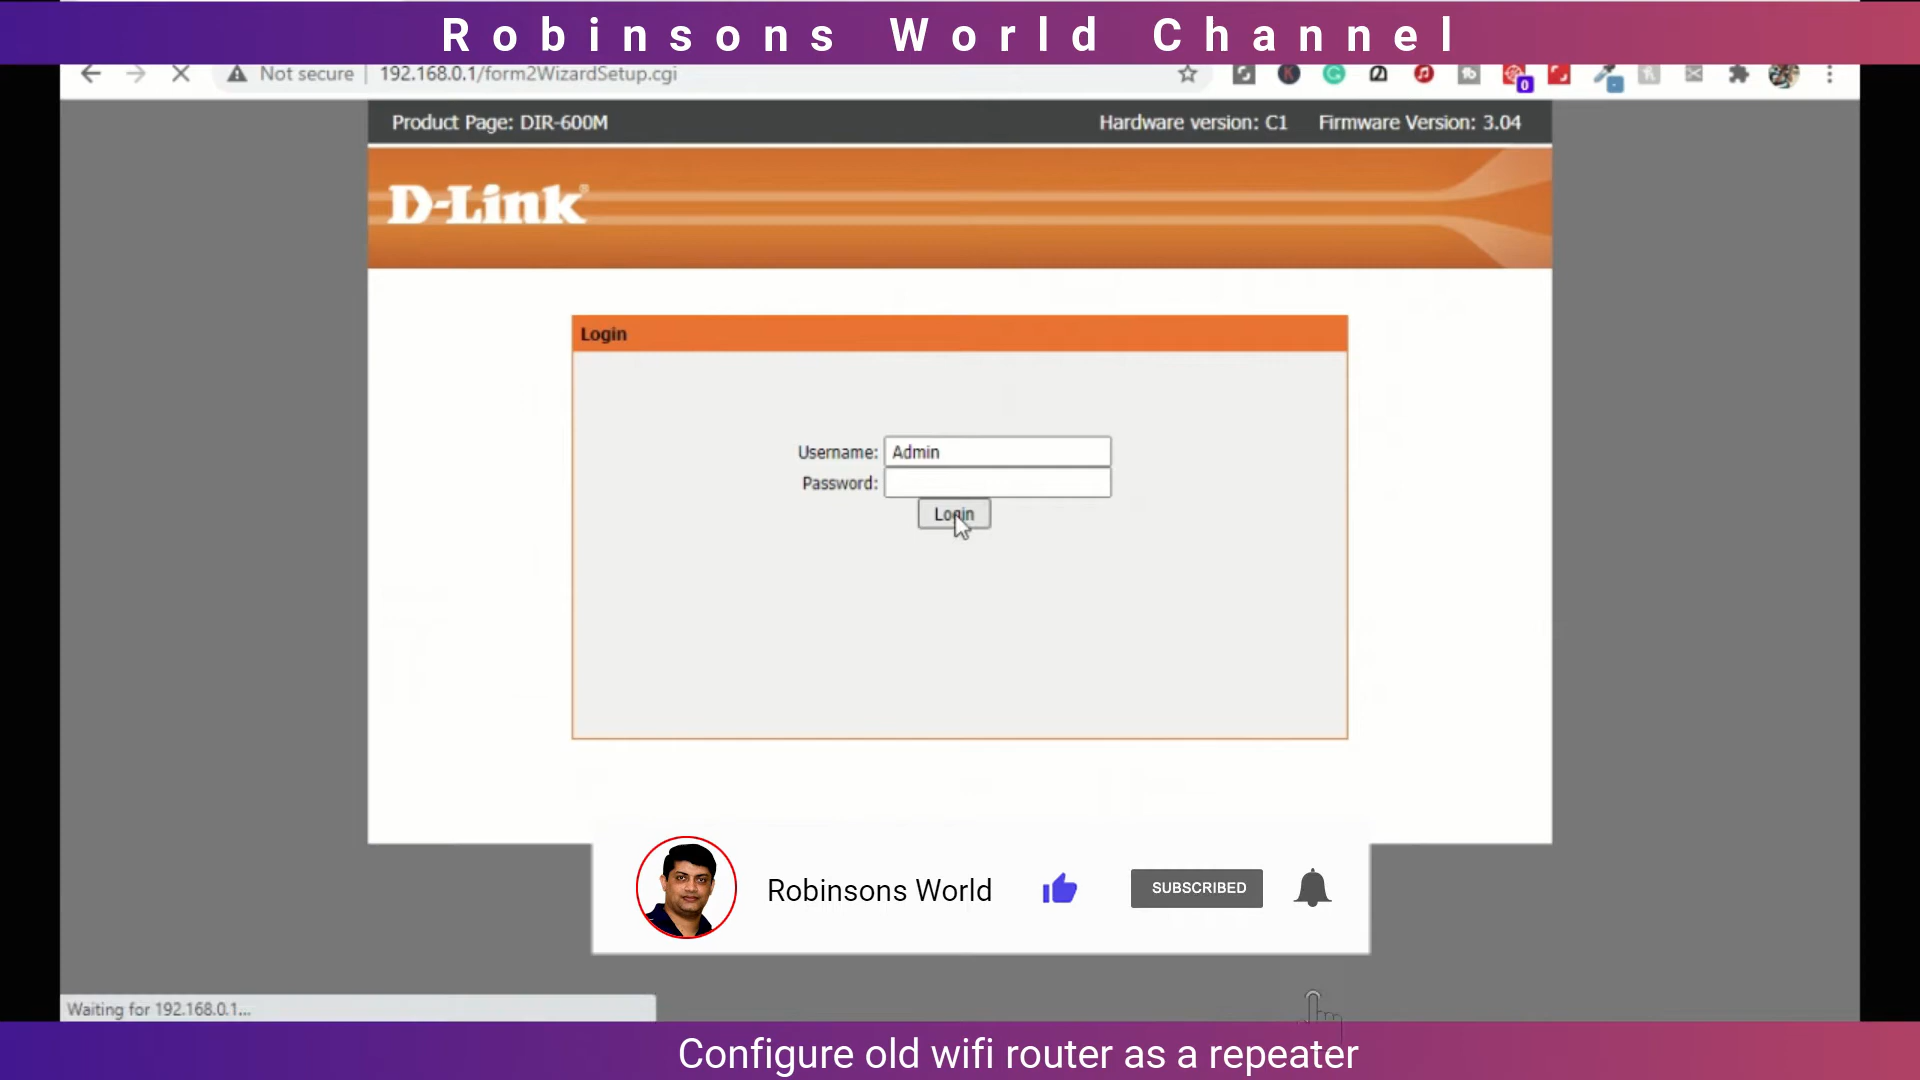 Robinsons World Channel
Not secure | 192.168.0.1/form2WizardSetup.cgi
0
Product Page: DIR-600M Hardware version: C1 Firmware Version: 3.04
D-Link
Login
Username: Admin
Password:
Login
Robinsons World SUBSCRIBED
Waiting for 192.168.0.1...
Configure old wifi router as a repeater